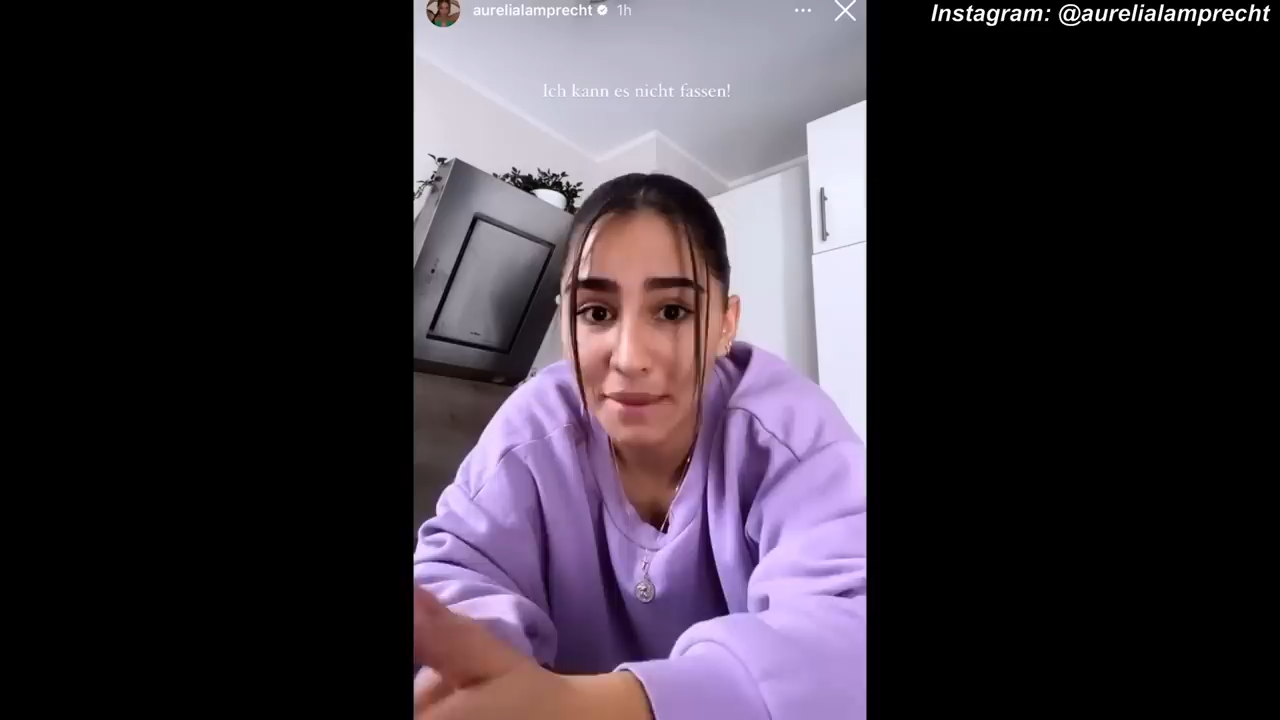 aurelialamprecht 1h
Instagram: @aurelialamprecht
Ich kann es nicht fassen!